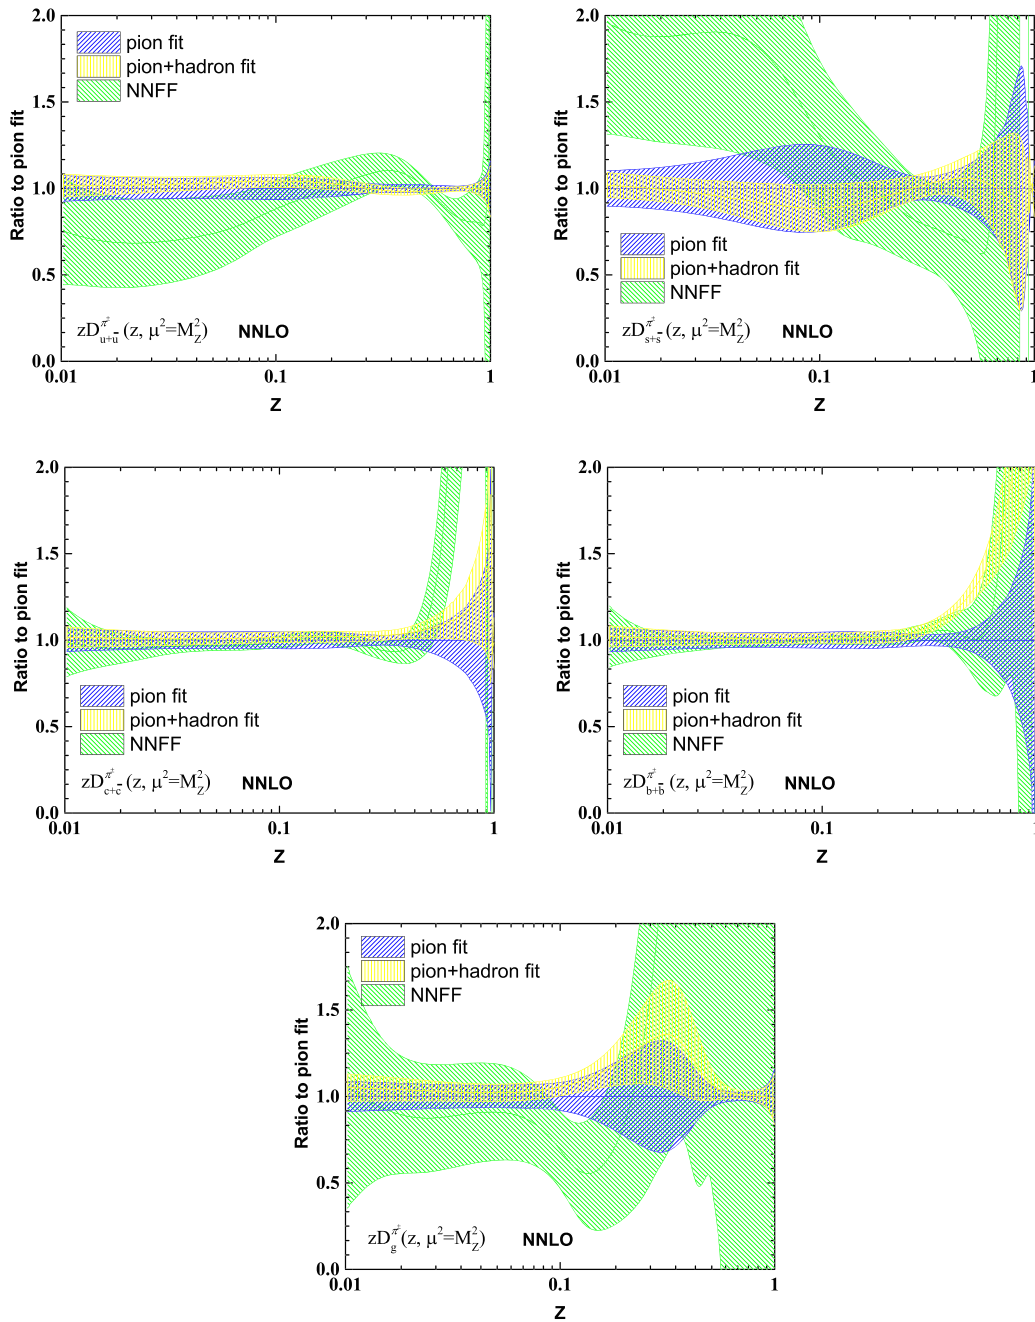 2.0
1.5
1.0
0.5
0.0
Ratio to pion fit
pion fit
pion+hadron fit
NNFF
zD^{π^±}_{u+ū}(z, μ²=M²_Z) NNLO
0.01 0.1 1
Z
2.0
1.5
1.0
0.5
0.0
Ratio to pion fit
pion fit
pion+hadron fit
NNFF
zD^{π^±}_{s+s̄}(z, μ²=M²_Z) NNLO
0.01 0.1 1
Z
2.0
1.5
1.0
0.5
0.0
Ratio to pion fit
pion fit
pion+hadron fit
NNFF
zD^{π^±}_{c+c̄}(z, μ²=M²_Z) NNLO
0.01 0.1 1
Z
2.0
1.5
1.0
0.5
0.0
Ratio to pion fit
pion fit
pion+hadron fit
NNFF
zD^{π^±}_{b+b̄}(z, μ²=M²_Z) NNLO
0.01 0.1 1
Z
2.0
1.5
1.0
0.5
0.0
Ratio to pion fit
pion fit
pion+hadron fit
NNFF
zD^{π^±}_{g}(z, μ²=M²_Z) NNLO
0.01 0.1 1
Z